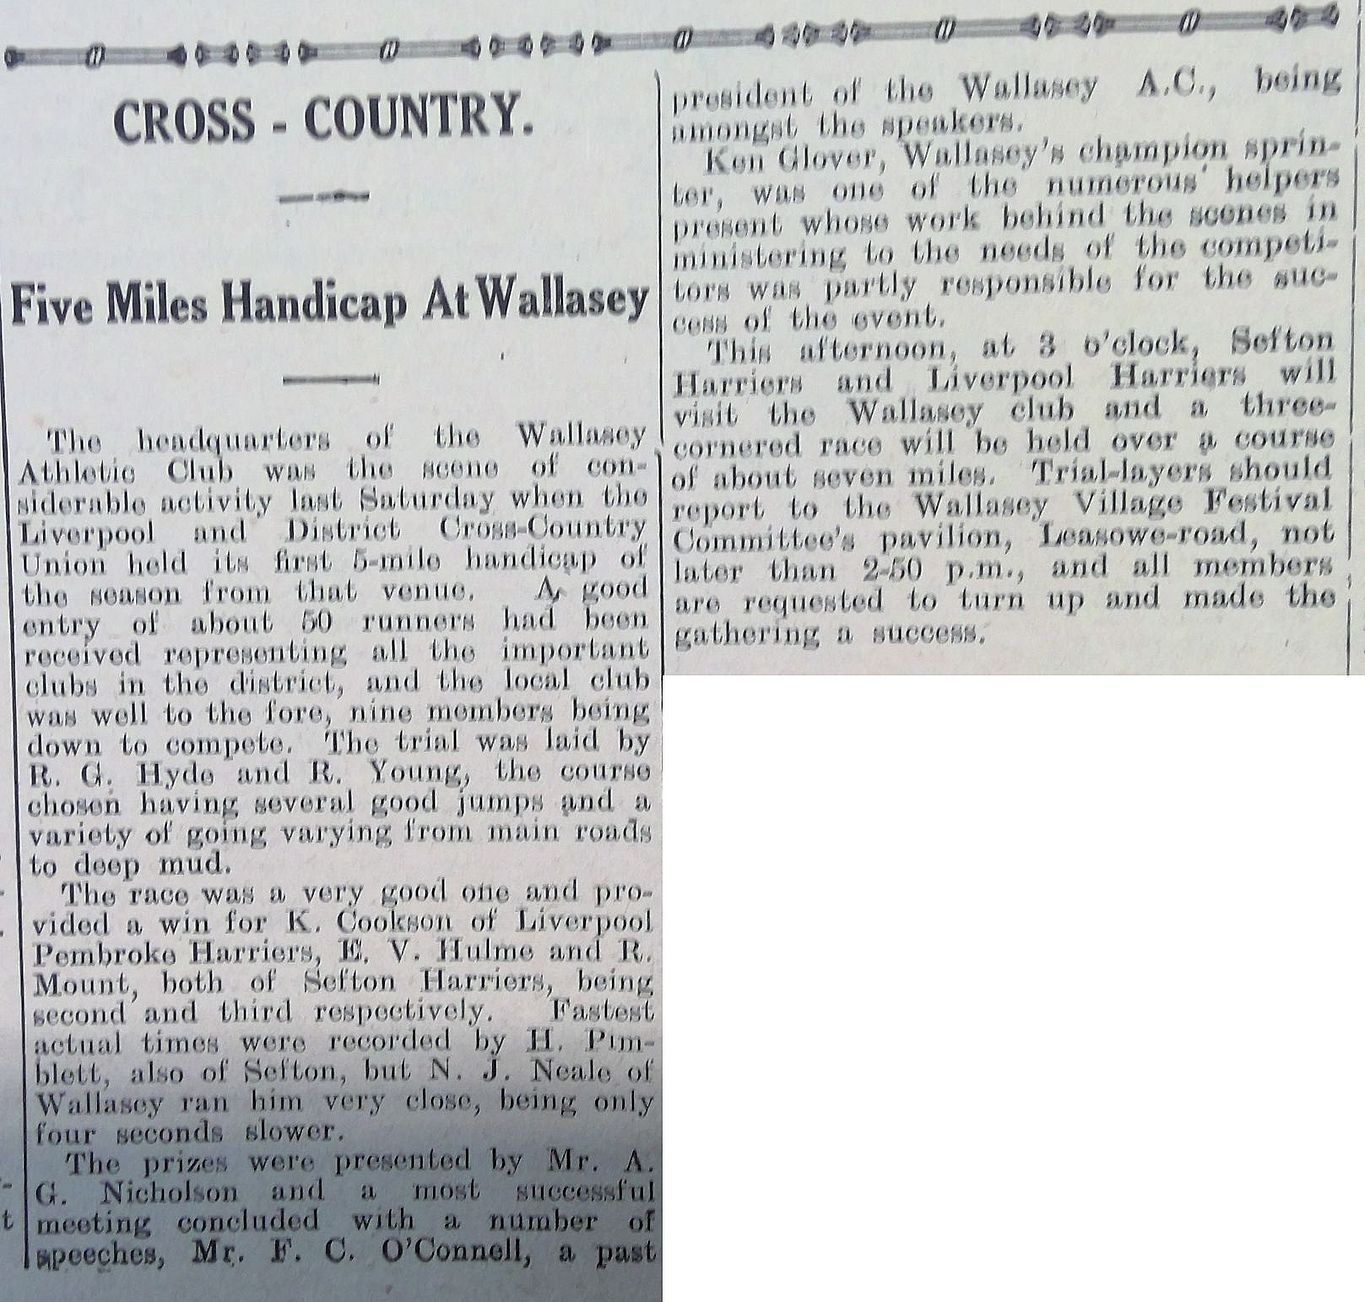 CROSS - COUNTRY.
Five Miles Handicap At Wallasey
The headquarters of the Wallasey
Athletic Club was the scene of con-
siderable activity last Saturday when the
Liverpool and District Cross-Country
Union held its first 5-mile handicap of
the season from that venue. A good
entry of about 50 runners had been
received representing all the important
clubs in the district, and the local club
was well to the fore, nine members being
down to compete. The trial was laid by
R. G. Hyde and R. Young, the course
chosen having several good jumps and a
variety of going varying from main roads
to deep mud.
The race was a very good one and pro-
vided a win for K. Cookson of Liverpool
Pembroke Harriers, E. V. Hulme and R.
Mount, both of Sefton Harriers, being
second and third respectively. Fastest
actual times were recorded by H. Pim-
blett, also of Sefton, but N. J. Neale of
Wallasey ran him very close, being only
four seconds slower.
The prizes were presented by Mr. A.
G. Nicholson and a most successful
meeting concluded with a number of
speeches, Mr. F. C. O'Connell, a past
president of the Wallasey A.C., being
amongst the speakers.
Ken Glover, Wallasey's champion sprin-
ter, was one of the numerous helpers
present whose work behind the scenes in
ministering to the needs of the competi-
tors was partly responsible for the suc-
cess of the event.
This afternoon, at 3 o'clock, Sefton
Harriers and Liverpool Harriers will
visit the Wallasey club and a three-
cornered race will be held over a course
of about seven miles. Trial-layers should
report to the Wallasey Village Festival
Committee's pavilion, Leasowe-road, not
later than 2-50 p.m., and all members
are requested to turn up and made the
gathering a success.